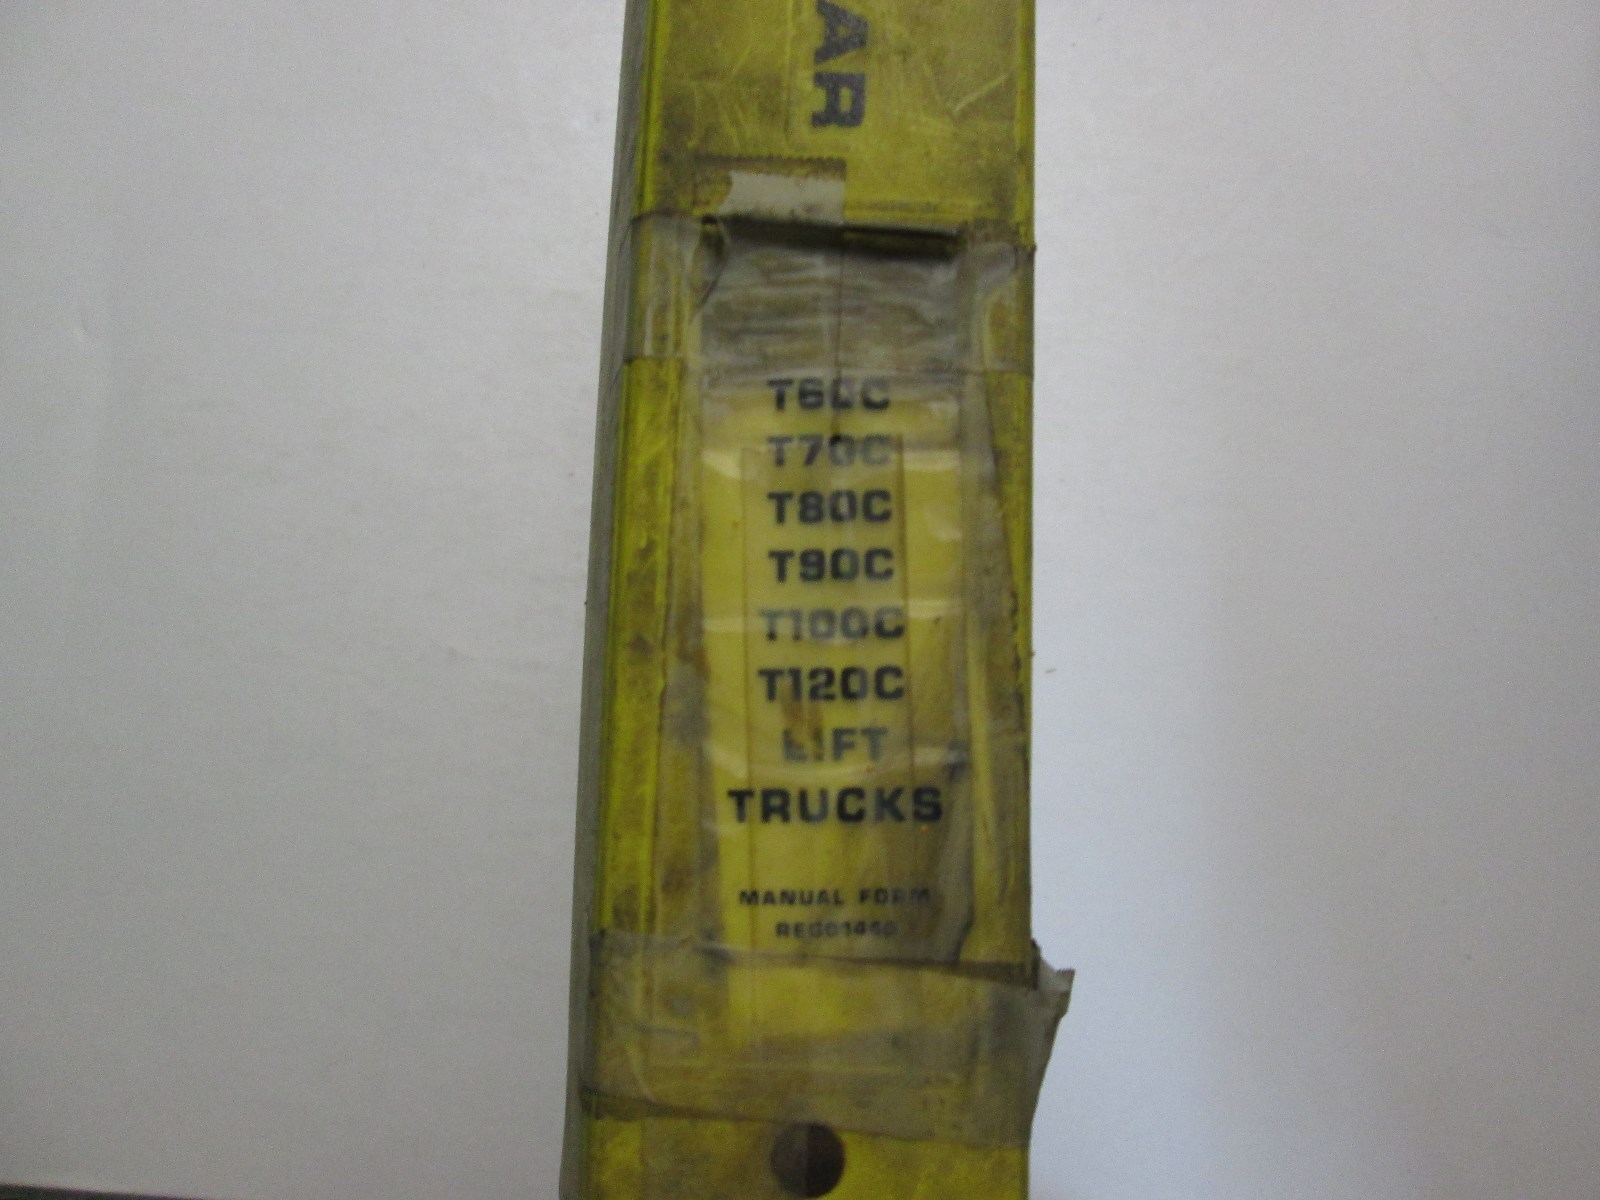 AR
T60C
T70C
T80C
T90C
T100C
T120C
LIFT
TRUCKS
MANUAL FORM